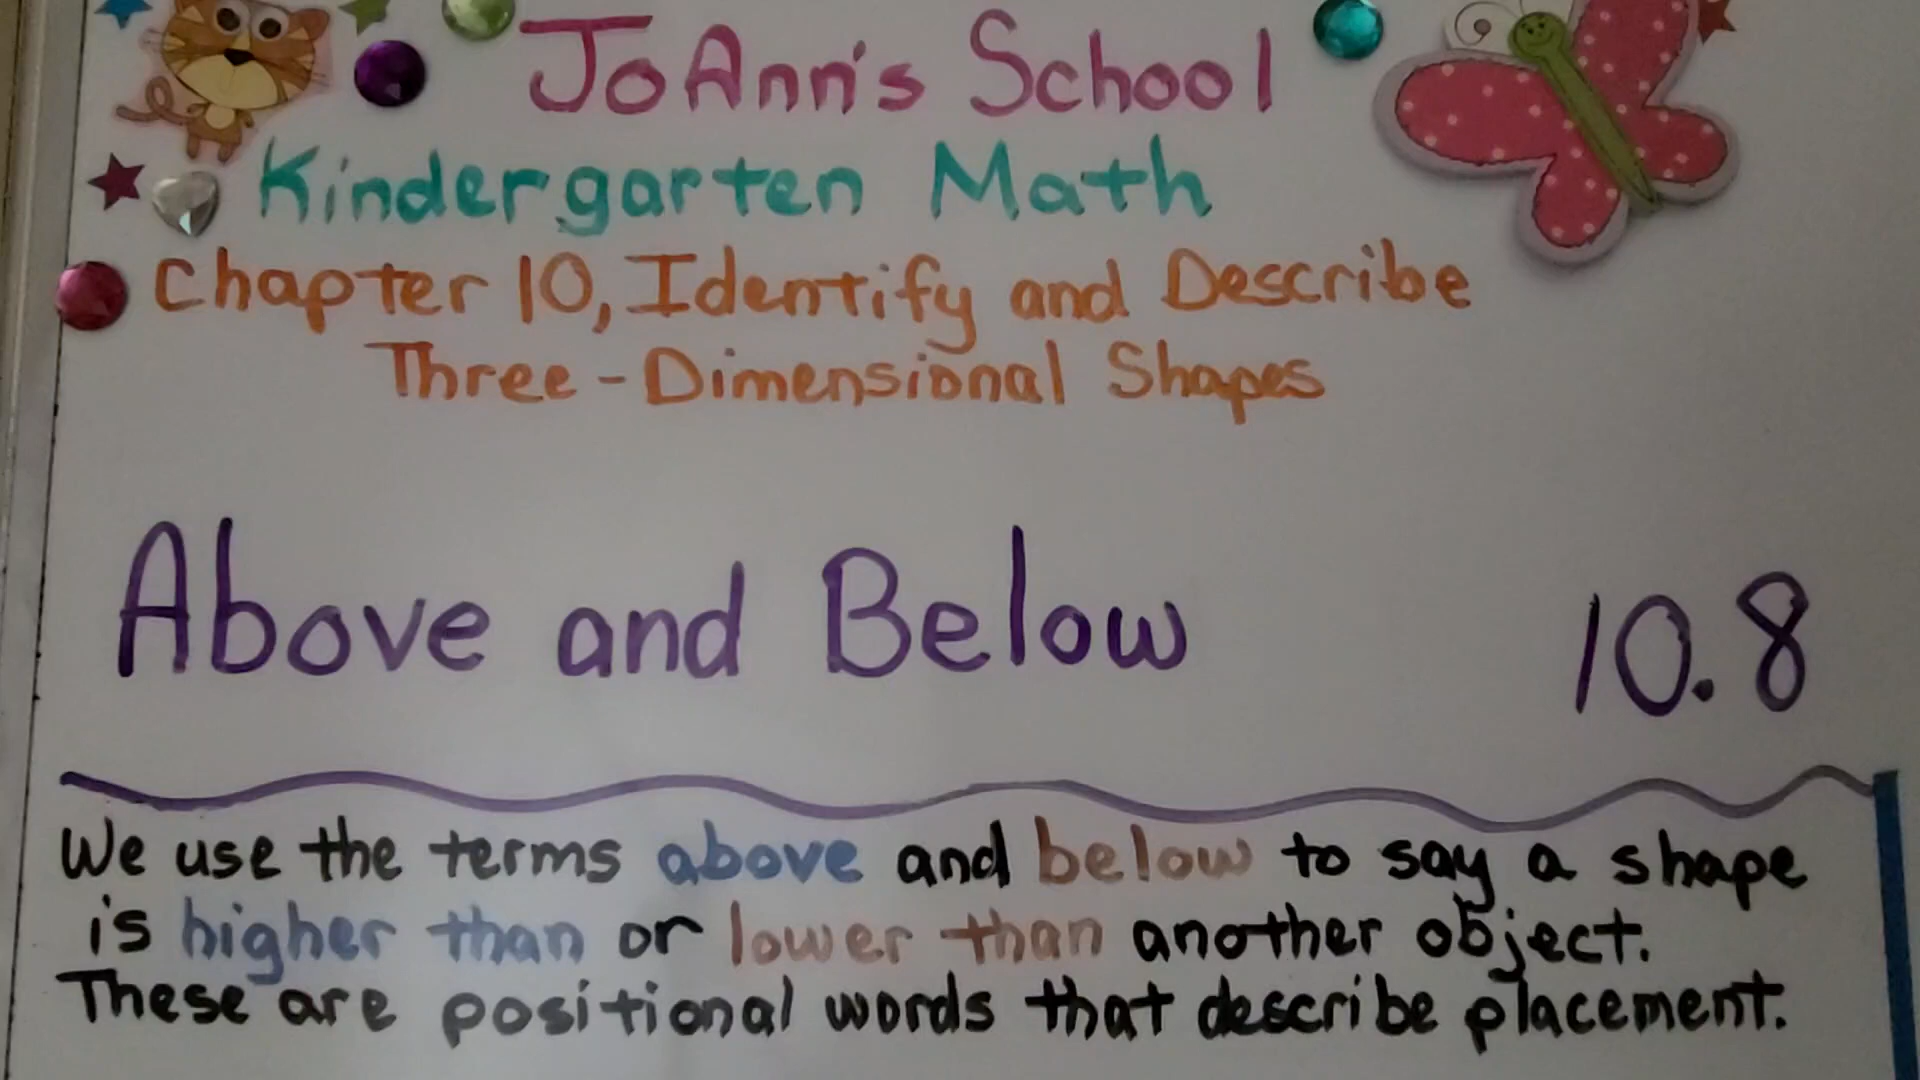 JoAnn's School
Kindergarten Math
Chapter 10, Identify and Describe
Three-Dimensional Shapes
Above and Below 10.8
We use the terms above and below to say a shape
is higher than or lower than another object.
These are positional words that describe placement.